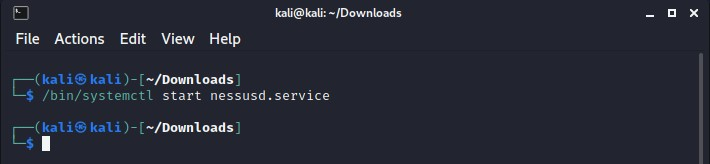 kali@kali: ~/Downloads
File Actions Edit View Help
┌──(kali㉿kali)-[~/Downloads]
└─$ /bin/systemctl start nessusd.service
┌──(kali㉿kali)-[~/Downloads]
└─$